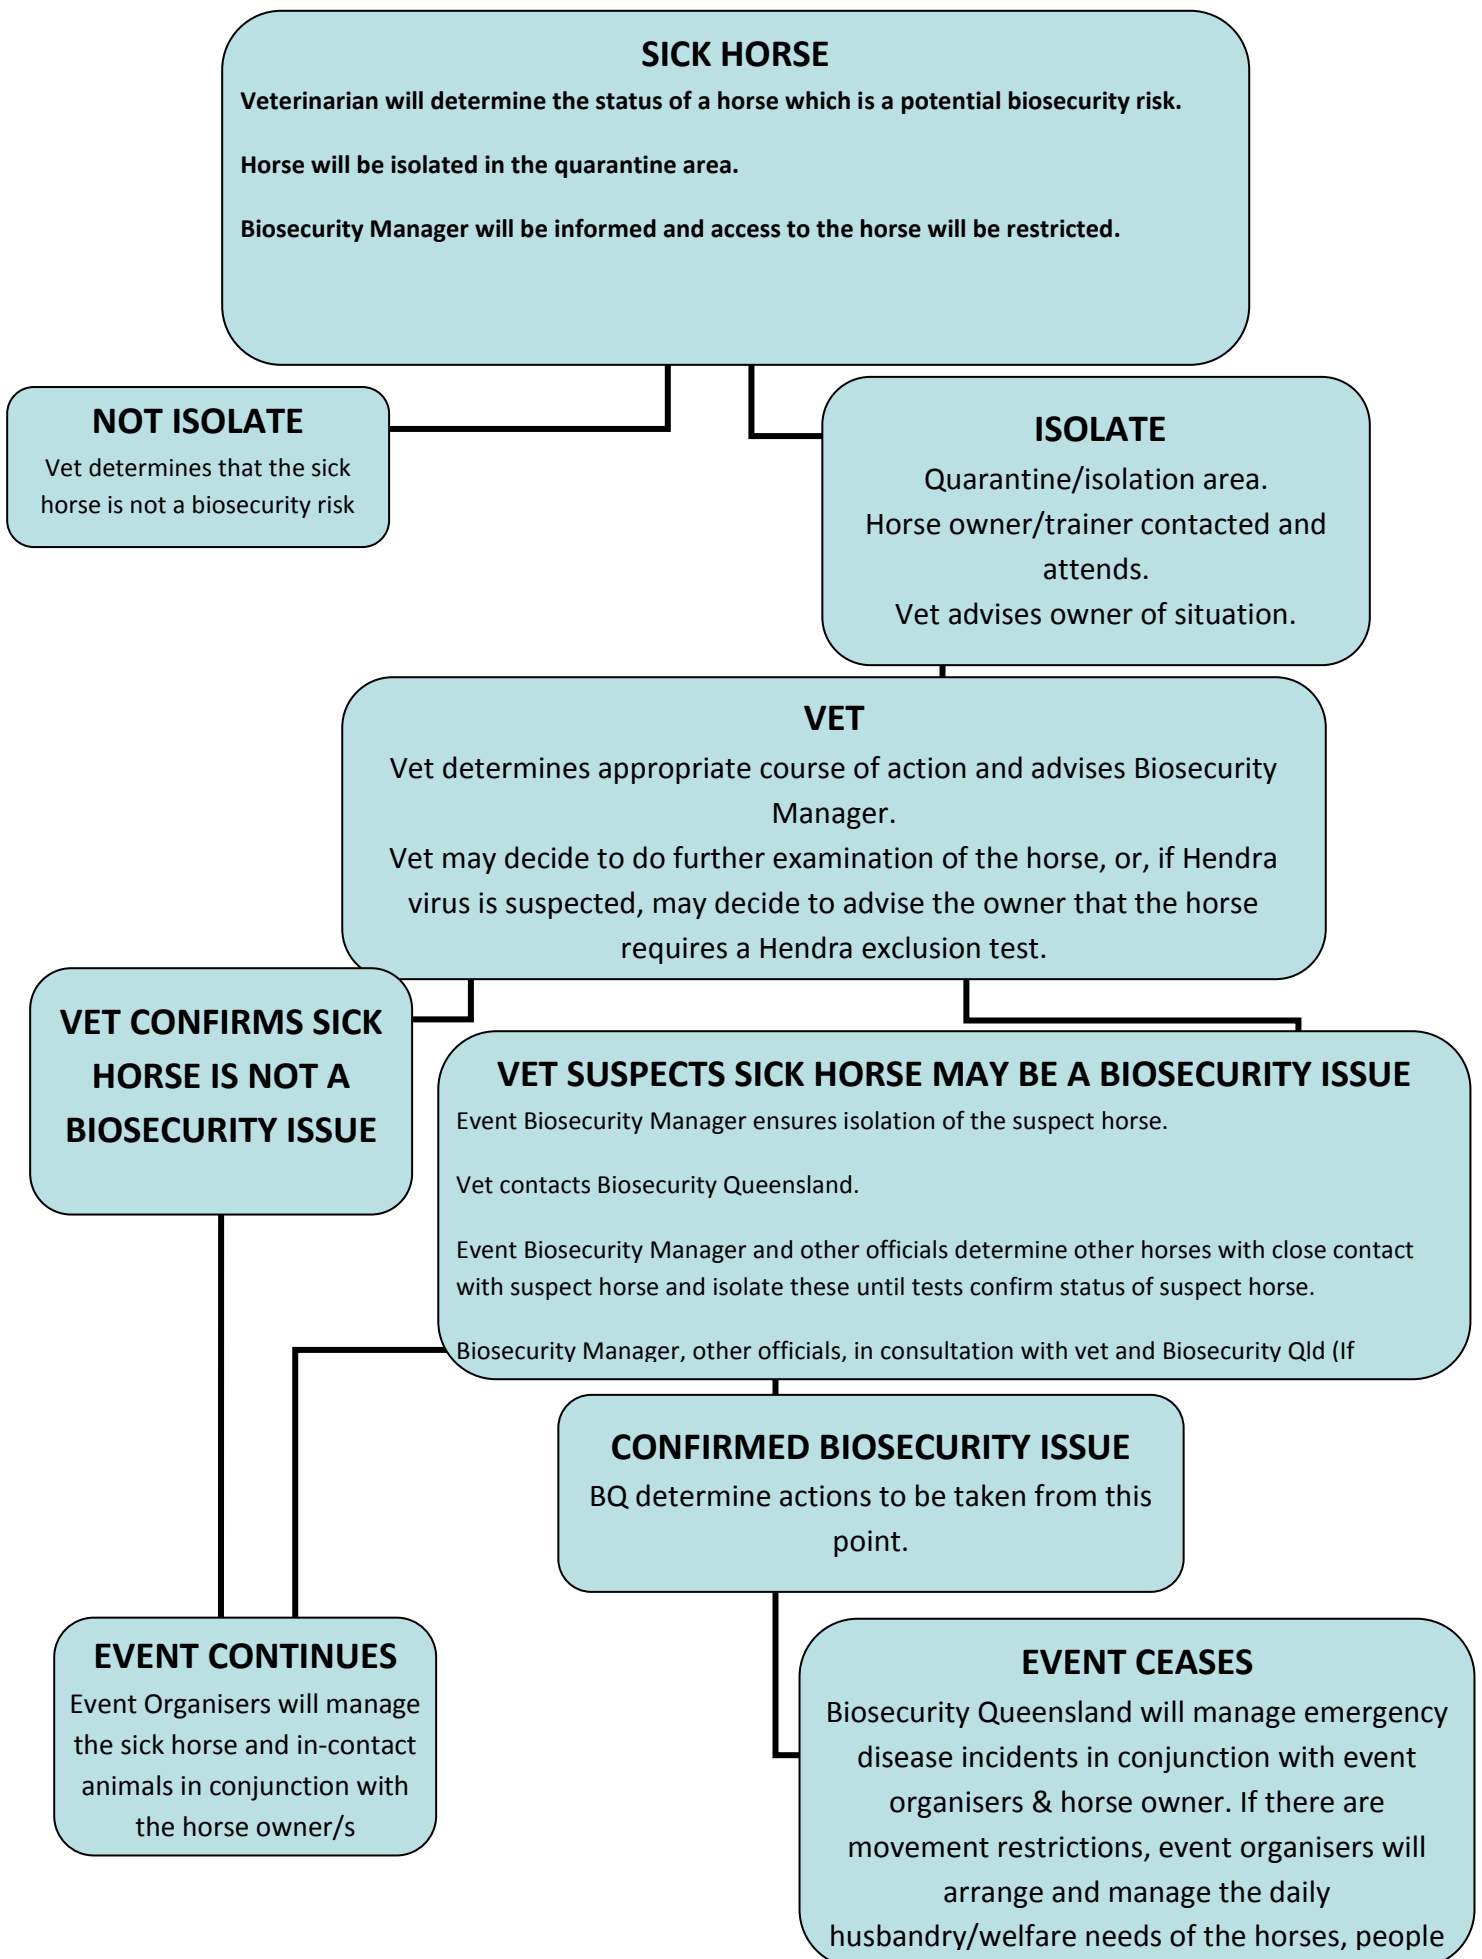 SICK HORSE
Veterinarian will determine the status of a horse which is a potential biosecurity risk.
Horse will be isolated in the quarantine area.
Biosecurity Manager will be informed and access to the horse will be restricted.
NOT ISOLATE
Vet determines that the sick
horse is not a biosecurity risk
ISOLATE
Quarantine/isolation area.
Horse owner/trainer contacted and
attends.
Vet advises owner of situation.
VET
Vet determines appropriate course of action and advises Biosecurity
Manager.
Vet may decide to do further examination of the horse, or, if Hendra
virus is suspected, may decide to advise the owner that the horse
requires a Hendra exclusion test.
VET CONFIRMS SICK
HORSE IS NOT A
BIOSECURITY ISSUE
VET SUSPECTS SICK HORSE MAY BE A BIOSECURITY ISSUE
Event Biosecurity Manager ensures isolation of the suspect horse.
Vet contacts Biosecurity Queensland.
Event Biosecurity Manager and other officials determine other horses with close contact
with suspect horse and isolate these until tests confirm status of suspect horse.
Biosecurity Manager, other officials, in consultation with vet and Biosecurity Qld (If
CONFIRMED BIOSECURITY ISSUE
BQ determine actions to be taken from this
point.
EVENT CONTINUES
Event Organisers will manage
the sick horse and in-contact
animals in conjunction with
the horse owner/s
EVENT CEASES
Biosecurity Queensland will manage emergency
disease incidents in conjunction with event
organisers & horse owner. If there are
movement restrictions, event organisers will
arrange and manage the daily
husbandry/welfare needs of the horses, people